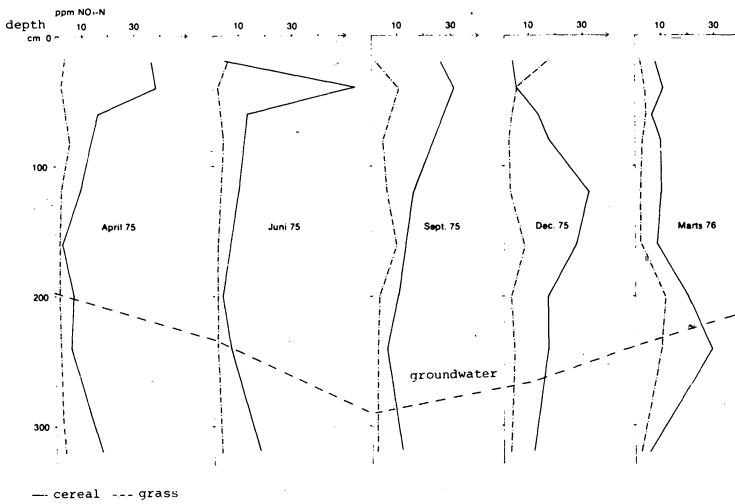 ppm NO₃-N
depth
10 30 10 30 10 30 10 30 10 30
cm 0
100
April 75 Juni 75 Sept. 75 Dec. 75 Marts 76
200
groundwater
300
cereal --- grass